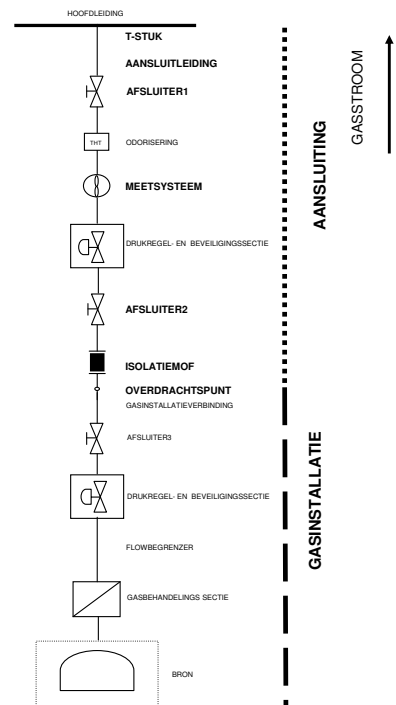 HOOFDLEIDING
T-STUK
AANSLUITLEIDING
AFSLUITER1
THT
ODORISERING
MEETSYSTEEM
DRUKREGEL- EN BEVEILIGINGSSECTIE
AFSLUITER2
ISOLATIEMOF
OVERDRACHTSPUNT
GASINSTALLATIEVERBINDING
AFSLUITER3
DRUKREGEL- EN BEVEILIGINGSSECTIE
FLOWBEGRENZER
GASBEHANDELINGS SECTIE
BRON
AANSLUITING
GASINSTALLATIE
GASSTROOM